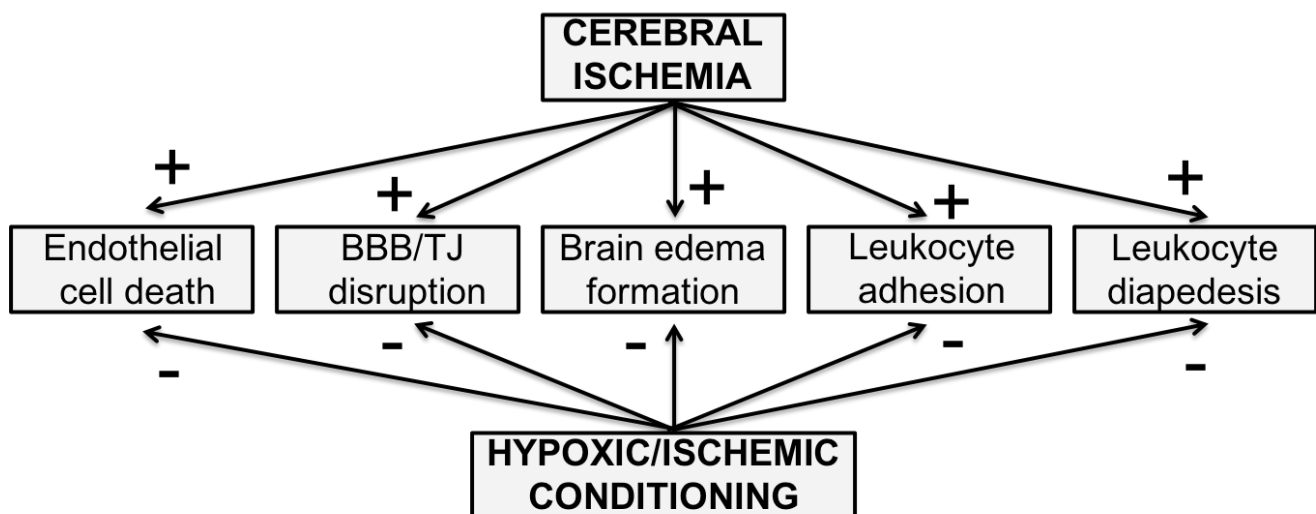 CEREBRAL
ISCHEMIA
+
+
+
+
+
Endothelial
cell death
BBB/TJ
disruption
Brain edema
formation
Leukocyte
adhesion
Leukocyte
diapedesis
-
-
-
-
-
HYPOXIC/ISCHEMIC
CONDITIONING